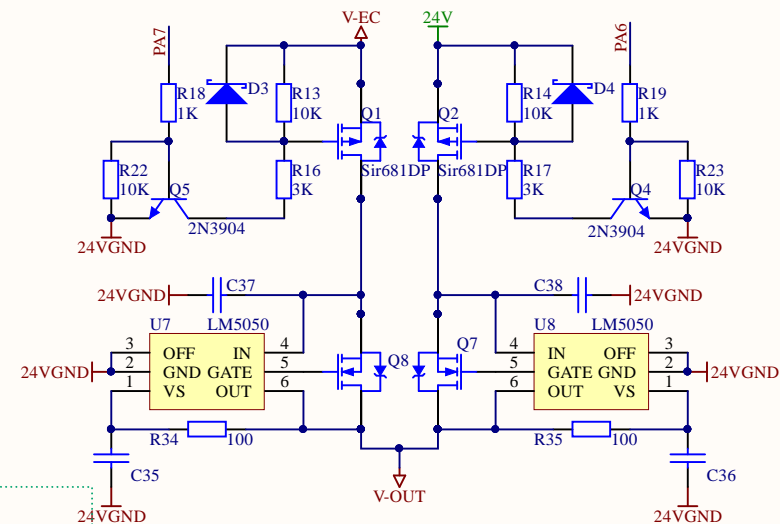 V-EC 24V
PA7 PA6
R18 D3 R13 R14 D4 R19
1K 10K Q1 Q2 10K 1K
R22 R16 Sir681DP Sir681DP R17 R23
10K Q5 3K 3K Q4 10K
2N3904 2N3904
24VGND 24VGND
24VGND C37 C38 24VGND
U7 LM5050 U8 LM5050
3 OFF IN 4 4 IN OFF 3
24VGND 2 GND GATE 5 Q8 Q7 5 GATE GND 2 24VGND
1 VS OUT 6 6 OUT VS 1
R34 100 R35 100
C35 C36
V-OUT
24VGND 24VGND